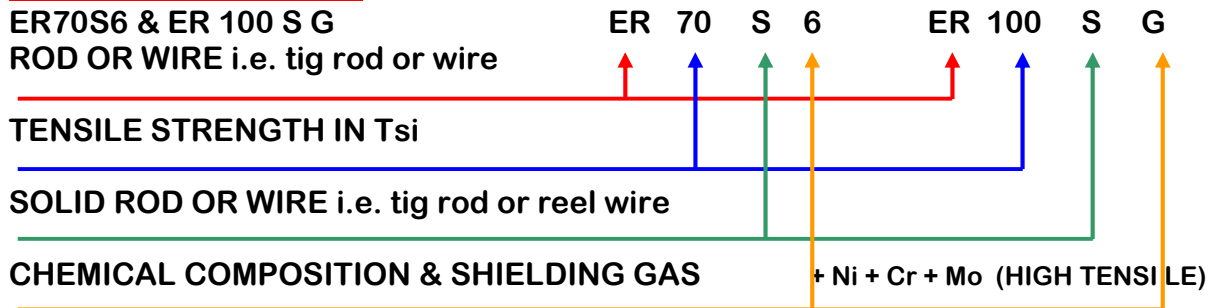 ER70S6 & ER 100 S G ER 70 S 6 ER 100 S G
ROD OR WIRE i.e. tig rod or wire
TENSILE STRENGTH IN Tsi
SOLID ROD OR WIRE i.e. tig rod or reel wire
CHEMICAL COMPOSITION & SHIELDING GAS + Ni + Cr + Mo (HIGH TENSILE)